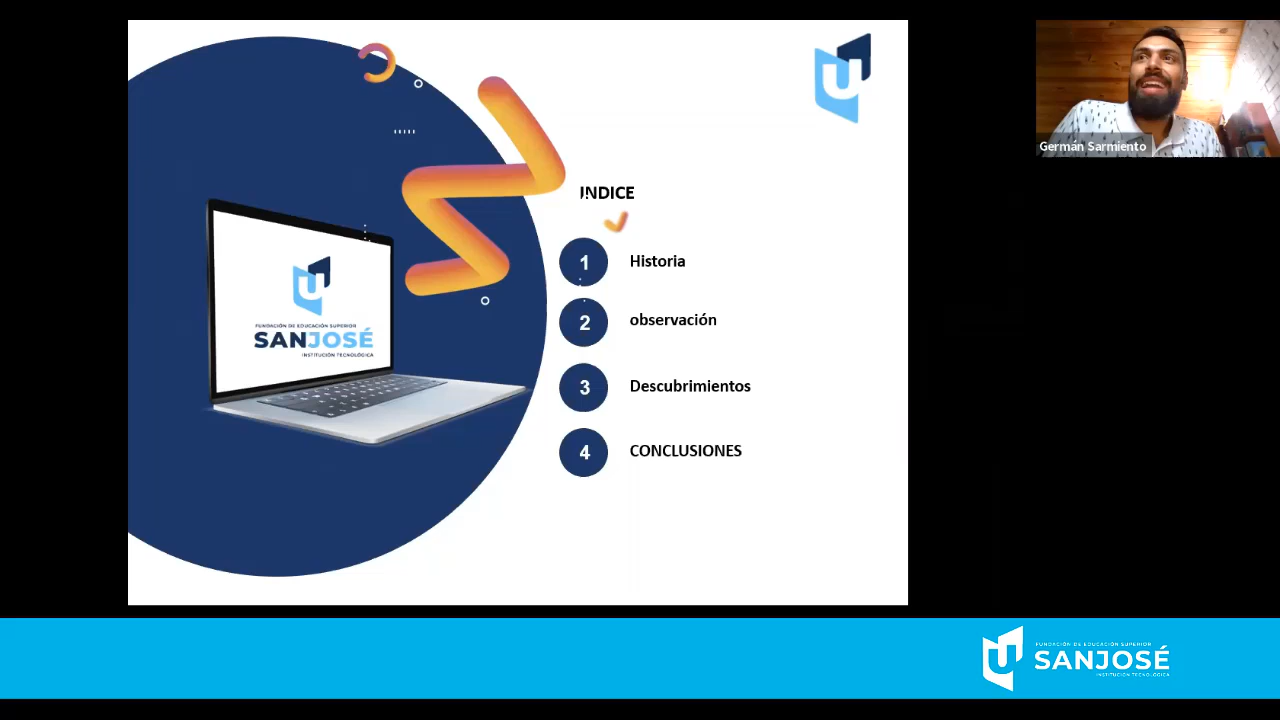 INDICE
1 Historia
2 observación
3 Descubrimientos
4 CONCLUSIONES
FUNDACIÓN DE EDUCACIÓN SUPERIOR
SANJOSÉ
INSTITUCIÓN TECNOLÓGICA
Germán Sarmiento
FUNDACIÓN DE EDUCACIÓN SUPERIOR
SANJOSÉ
INSTITUCIÓN TECNOLÓGICA